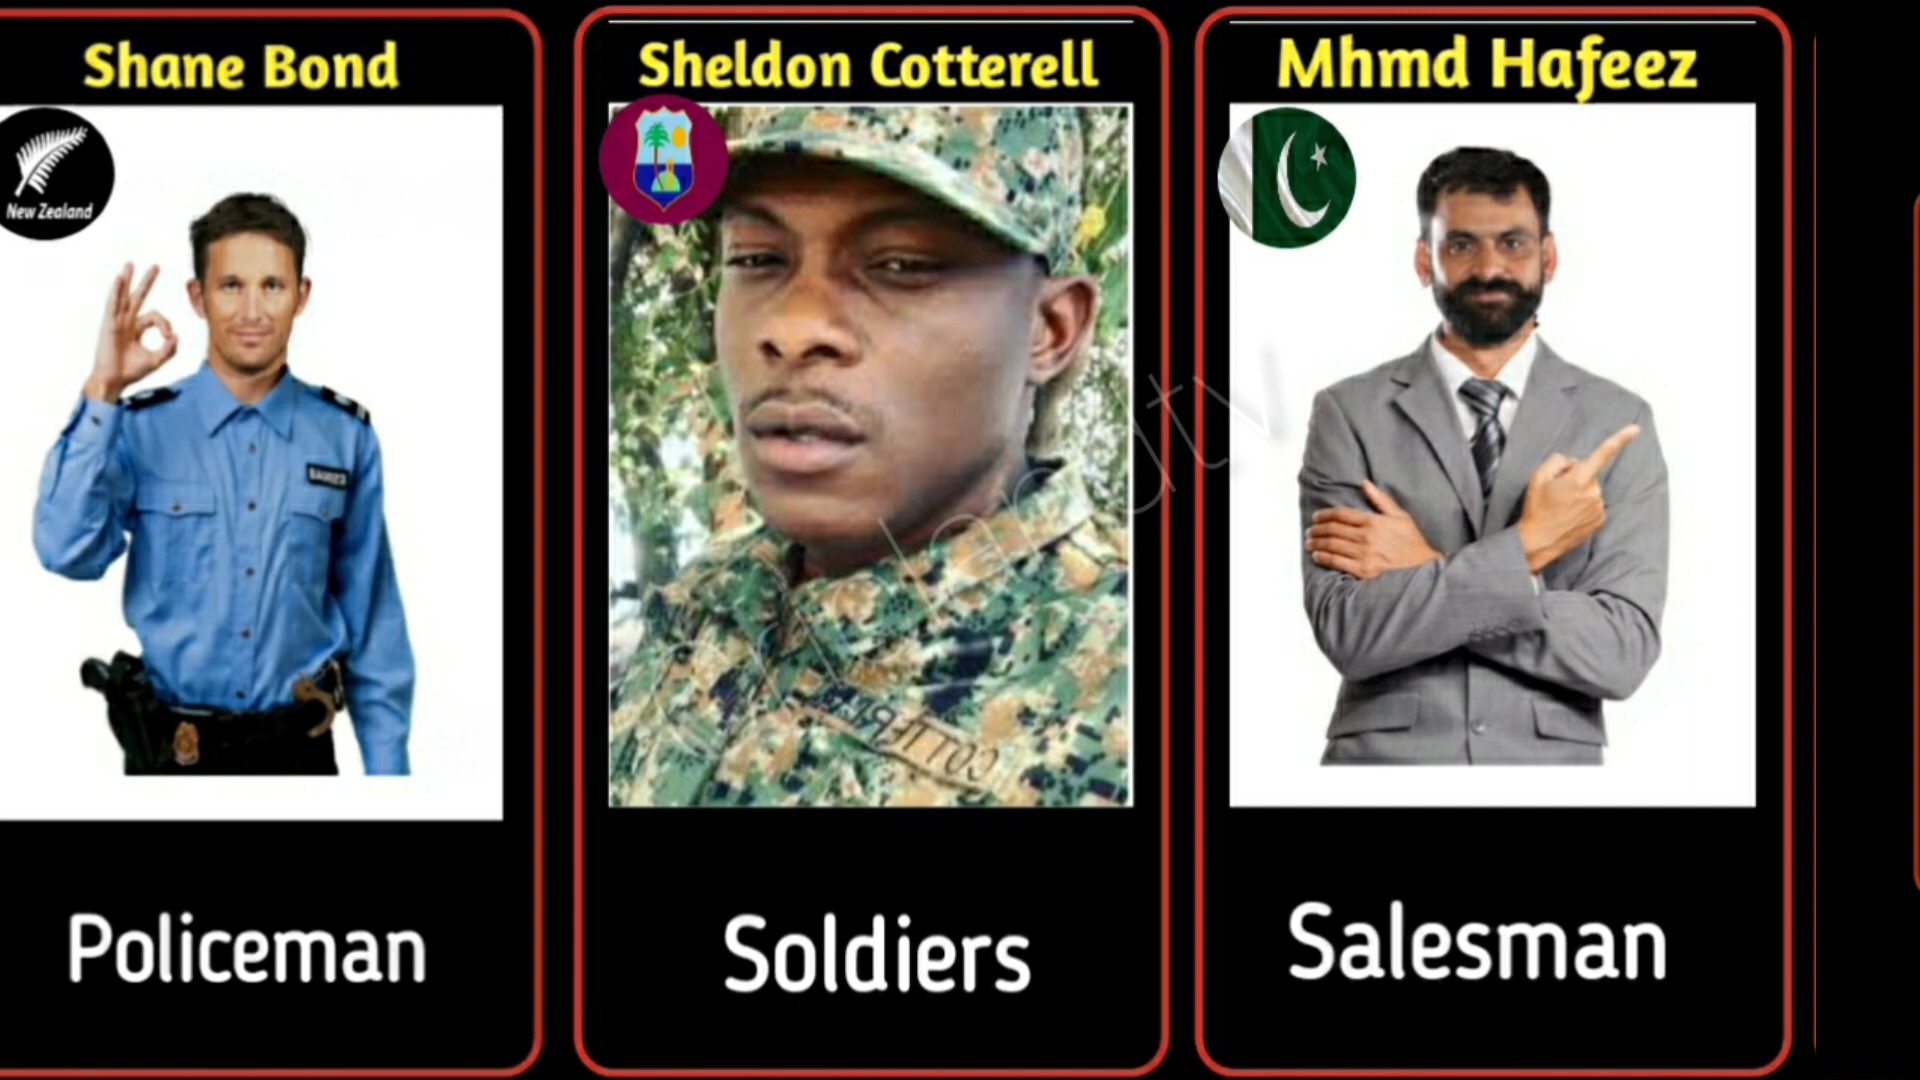 Shane Bond
Sheldon Cotterell
Mhmd Hafeez
New Zealand
Policeman
Soldiers
Salesman